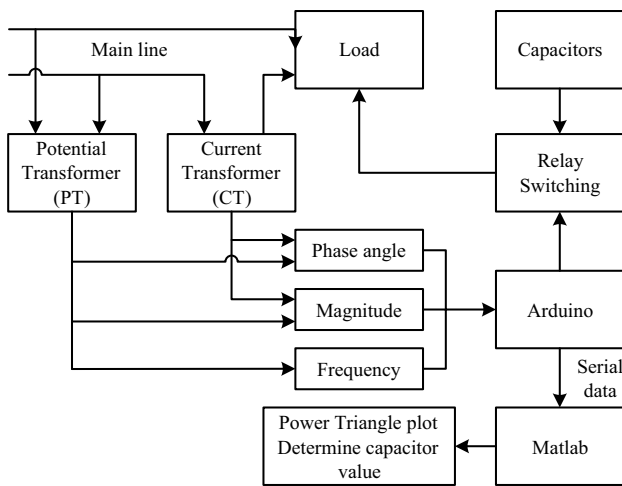 Main line
Load
Capacitors
Potential
Transformer
(PT)
Current
Transformer
(CT)
Relay
Switching
Phase angle
Magnitude
Arduino
Frequency
Serial
data
Power Triangle plot
Determine capacitor
value
Matlab